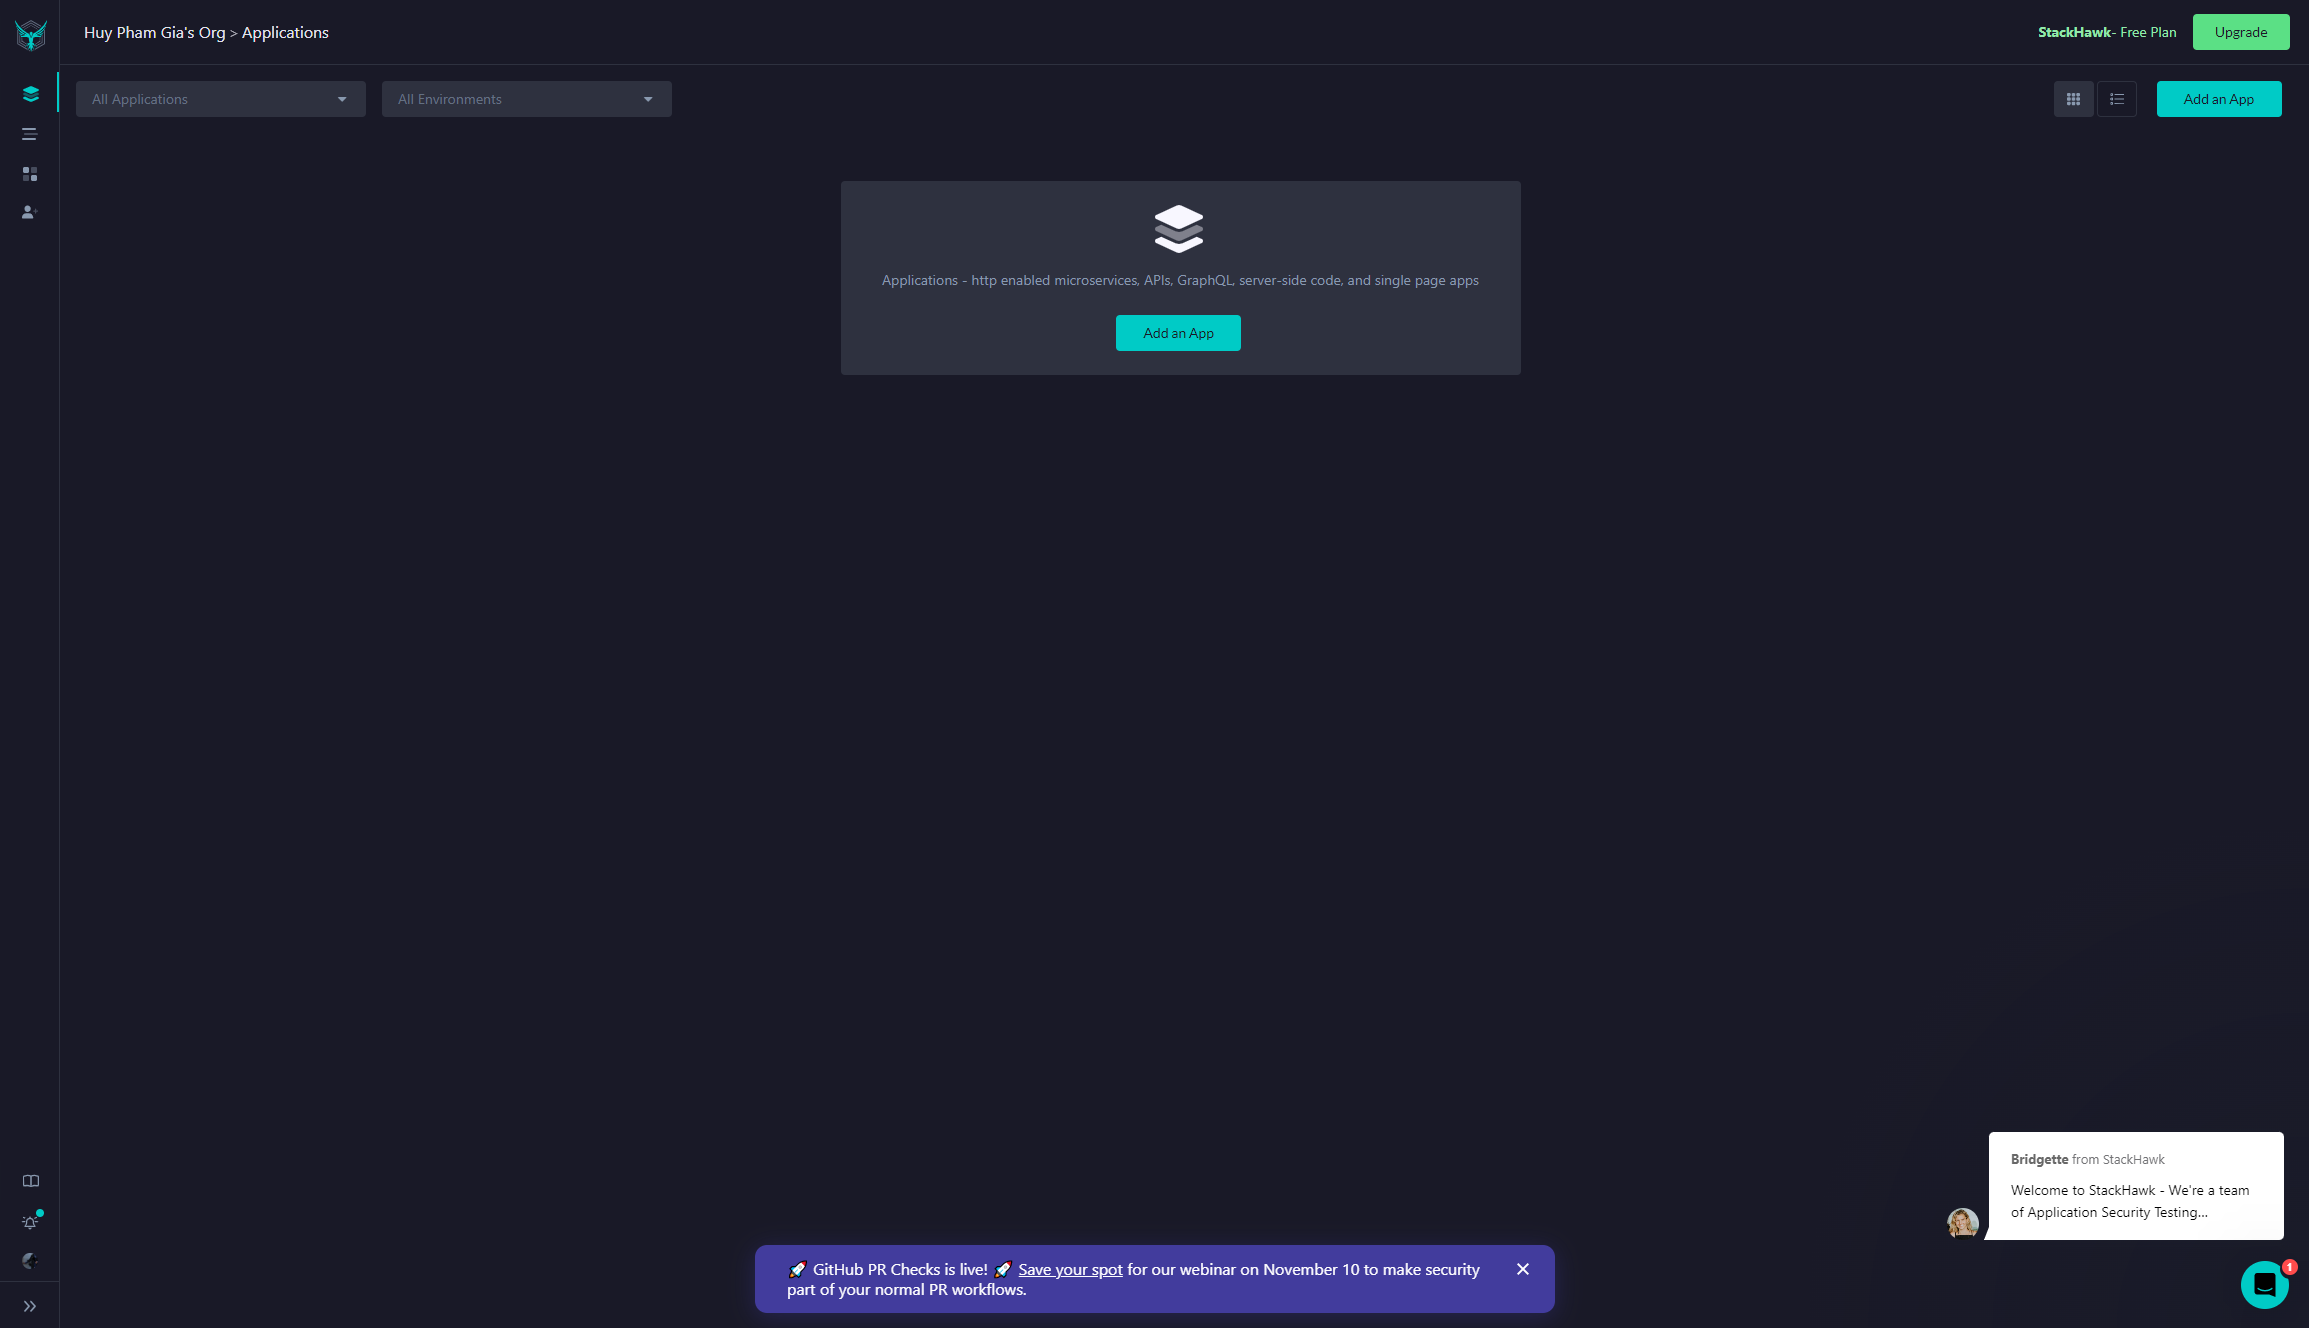 Huy Pham Gia's Org > Applications
StackHawk- Free Plan
Upgrade
All Applications
All Environments
Add an App
Applications - http enabled microservices, APIs, GraphQL, server-side code, and single page apps
Add an App
Bridgette from StackHawk
Welcome to StackHawk - We're a team
of Application Security Testing...
🚀 GitHub PR Checks is live! 🚀 Save your spot for our webinar on November 10 to make security
part of your normal PR workflows.
1